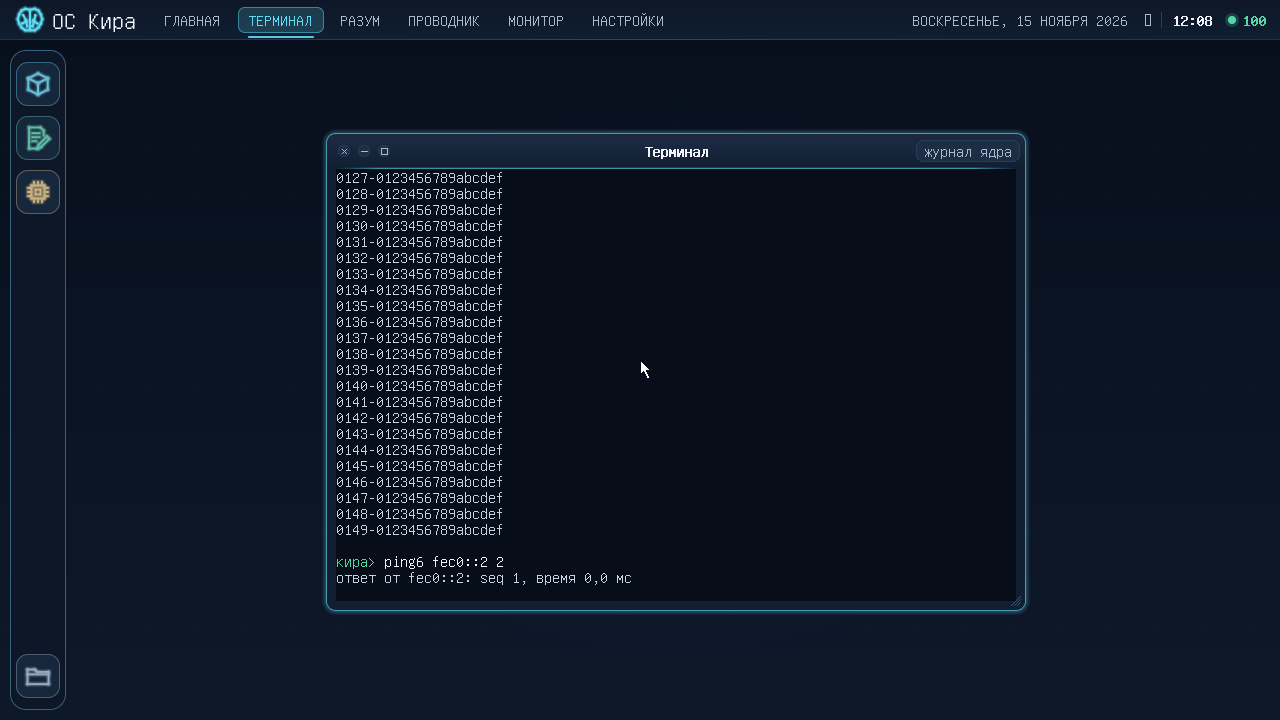 ОС Кира
ГЛАВНАЯ
ТЕРМИНАЛ
РАЗУМ
ПРОВОДНИК
МОНИТОР
НАСТРОЙКИ
ВОСКРЕСЕНЬЕ, 15 НОЯБРЯ 2026
12:08
100
Терминал
журнал ядра
0127-0123456789abcdef
0128-0123456789abcdef
0129-0123456789abcdef
0130-0123456789abcdef
0131-0123456789abcdef
0132-0123456789abcdef
0133-0123456789abcdef
0134-0123456789abcdef
0135-0123456789abcdef
0136-0123456789abcdef
0137-0123456789abcdef
0138-0123456789abcdef
0139-0123456789abcdef
0140-0123456789abcdef
0141-0123456789abcdef
0142-0123456789abcdef
0143-0123456789abcdef
0144-0123456789abcdef
0145-0123456789abcdef
0146-0123456789abcdef
0147-0123456789abcdef
0148-0123456789abcdef
0149-0123456789abcdef
кира> ping6 fec0::2 2
ответ от fec0::2: seq 1, время 0,0 мс